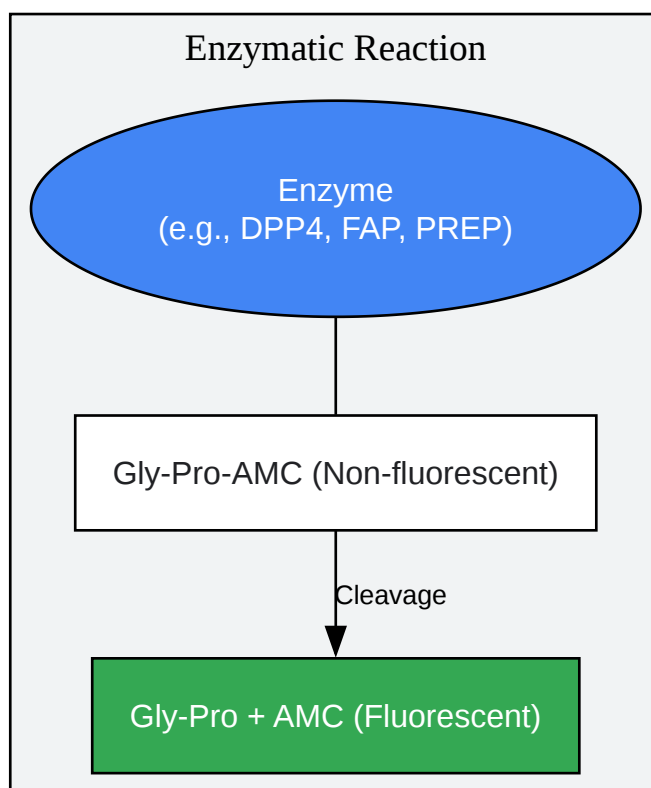 Enzymatic Reaction
Enzyme
(e.g., DPP4, FAP, PREP)
Gly-Pro-AMC (Non-fluorescent)
Cleavage
Gly-Pro + AMC (Fluorescent)